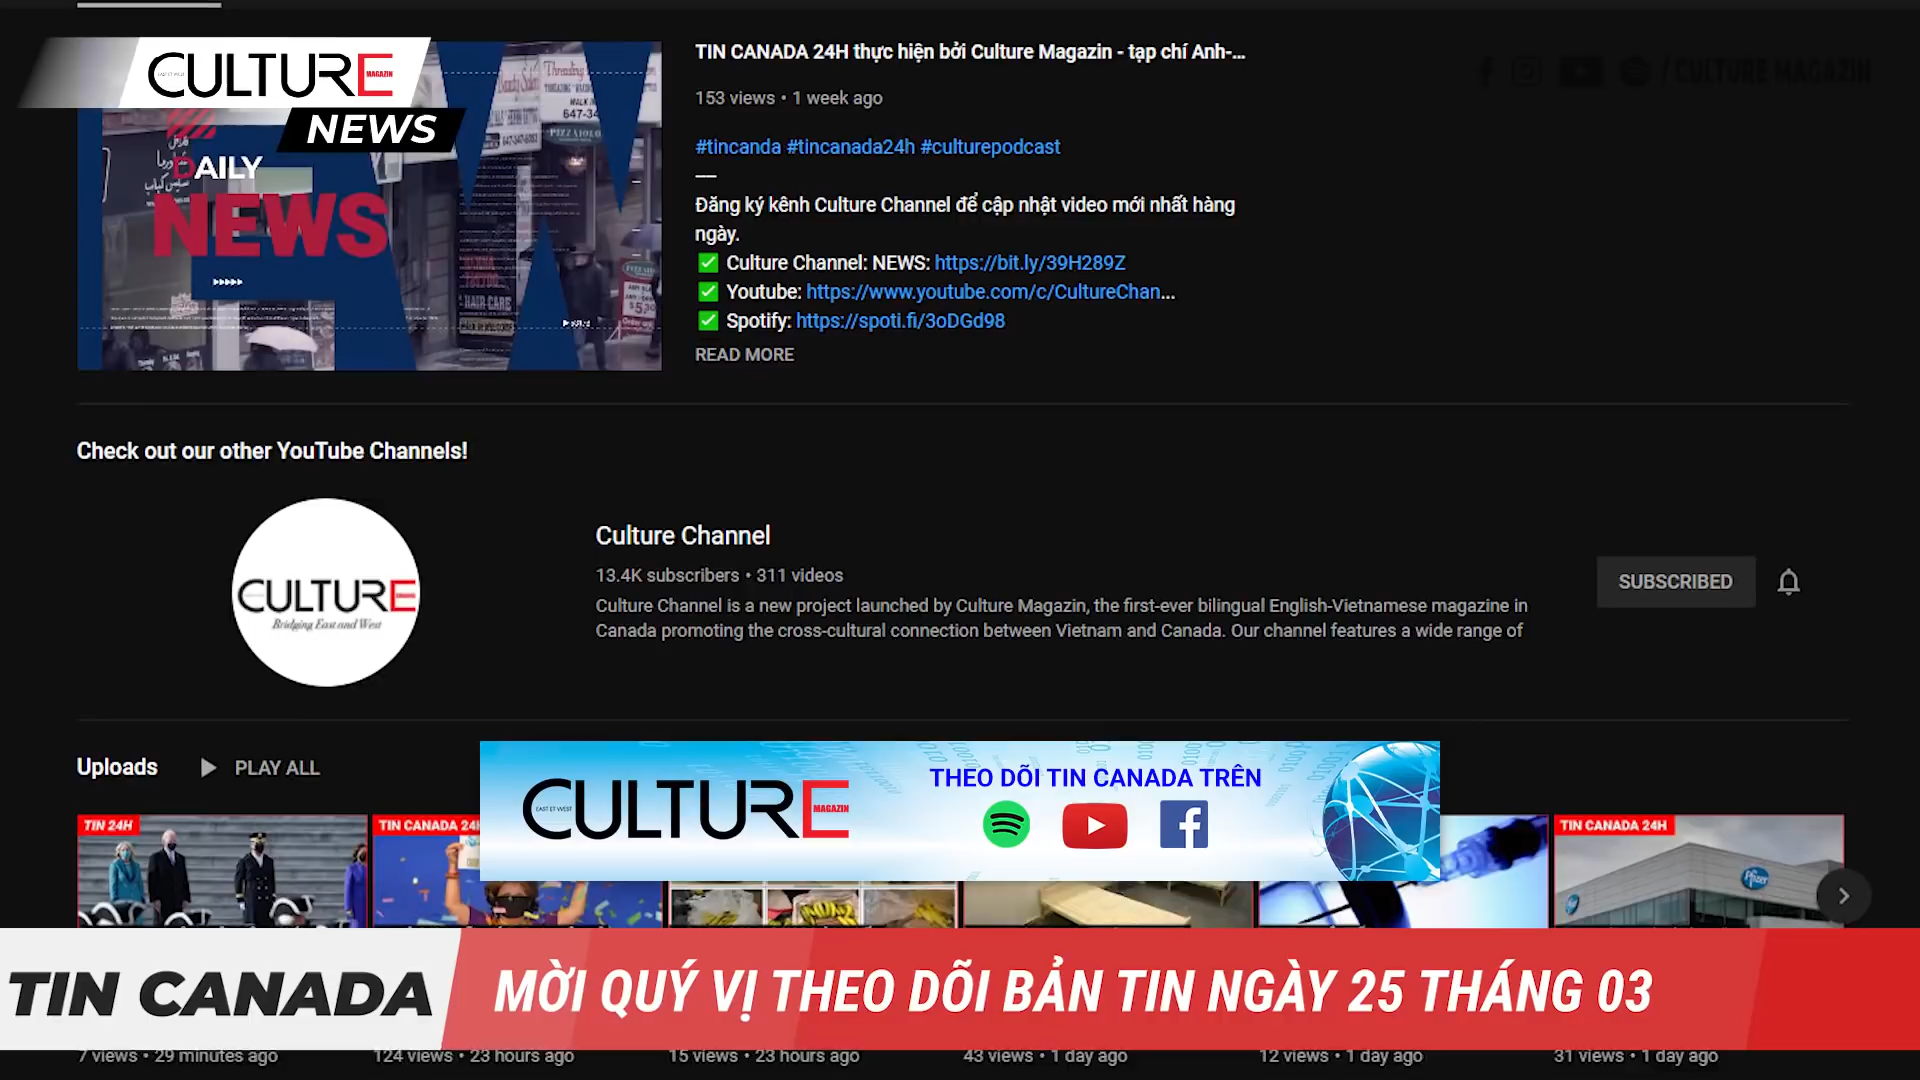 CULTURE
MAGAZIN
NEWS
DAILY
NEWS
TIN CANADA 24H thực hiện bởi Culture Magazin - tạp chí Anh-...
153 views • 1 week ago
#tincanda #tincanada24h #culturepodcast
Đăng ký kênh Culture Channel để cập nhật video mới nhất hàng
ngày.
✅ Culture Channel: NEWS: https://bit.ly/39H289Z
✅ Youtube: https://www.youtube.com/c/CultureChan...
✅ Spotify: https://spoti.fi/3oDGd98
READ MORE
/ CULTURE MAGAZIN
Check out our other YouTube Channels!
CULTURE
Bridging East and West
Culture Channel
13.4K subscribers • 311 videos
Culture Channel is a new project launched by Culture Magazin, the first-ever bilingual English-Vietnamese magazine in
Canada promoting the cross-cultural connection between Vietnam and Canada. Our channel features a wide range of
SUBSCRIBED
Uploads
PLAY ALL
CULTURE
EAST ET WEST
MAGAZIN
THEO DÕI TIN CANADA TRÊN
TIN 24H
TIN CANADA 24H
TIN CANADA 24H
Pfizer
TIN CANADA
MỜI QUÝ VỊ THEO DÕI BẢN TIN NGÀY 25 THÁNG 03
7 views • 29 minutes ago
124 views • 23 hours ago
15 views • 23 hours ago
43 views • 1 day ago
12 views • 1 day ago
31 views • 1 day ago